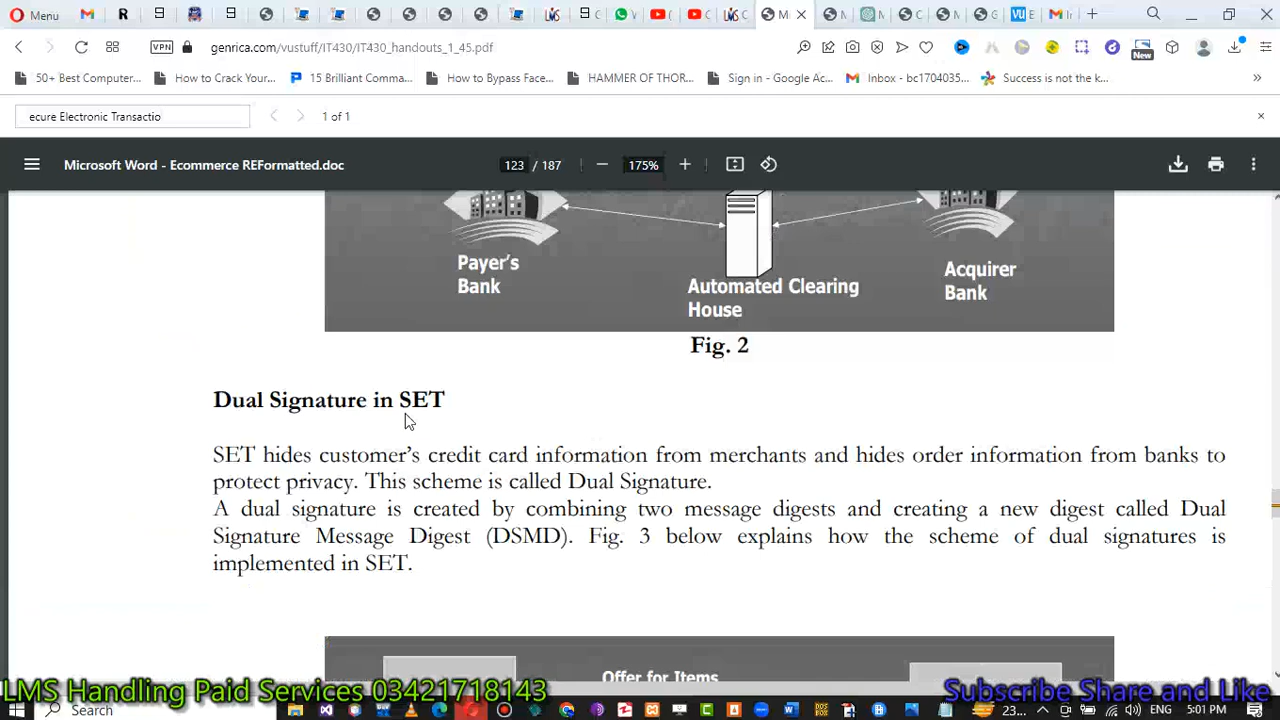 Menu
genrica.com/vustuff/IT430/IT430_handouts_1_45.pdf
VPN
New
50+ Best Computer...
How to Crack Your...
15 Brilliant Comma...
How to Bypass Face...
HAMMER OF THOR...
Sign in - Google Ac...
Inbox - bc1704035...
Success is not the k...
ecure Electronic Transactio
1 of 1
Microsoft Word - Ecommerce REFormatted.doc
123 / 187
175%
Payer's
Bank
Automated Clearing
House
Acquirer
Bank
Fig. 2
Dual Signature in SET
SET hides customer's credit card information from merchants and hides order information from banks to
protect privacy. This scheme is called Dual Signature.
A dual signature is created by combining two message digests and creating a new digest called Dual
Signature Message Digest (DSMD). Fig. 3 below explains how the scheme of dual signatures is
implemented in SET.
Offer for Items
LMS Handling Paid Services 03421718143
Subscribe Share and Like
Search
23...
ENG
5:01 PM